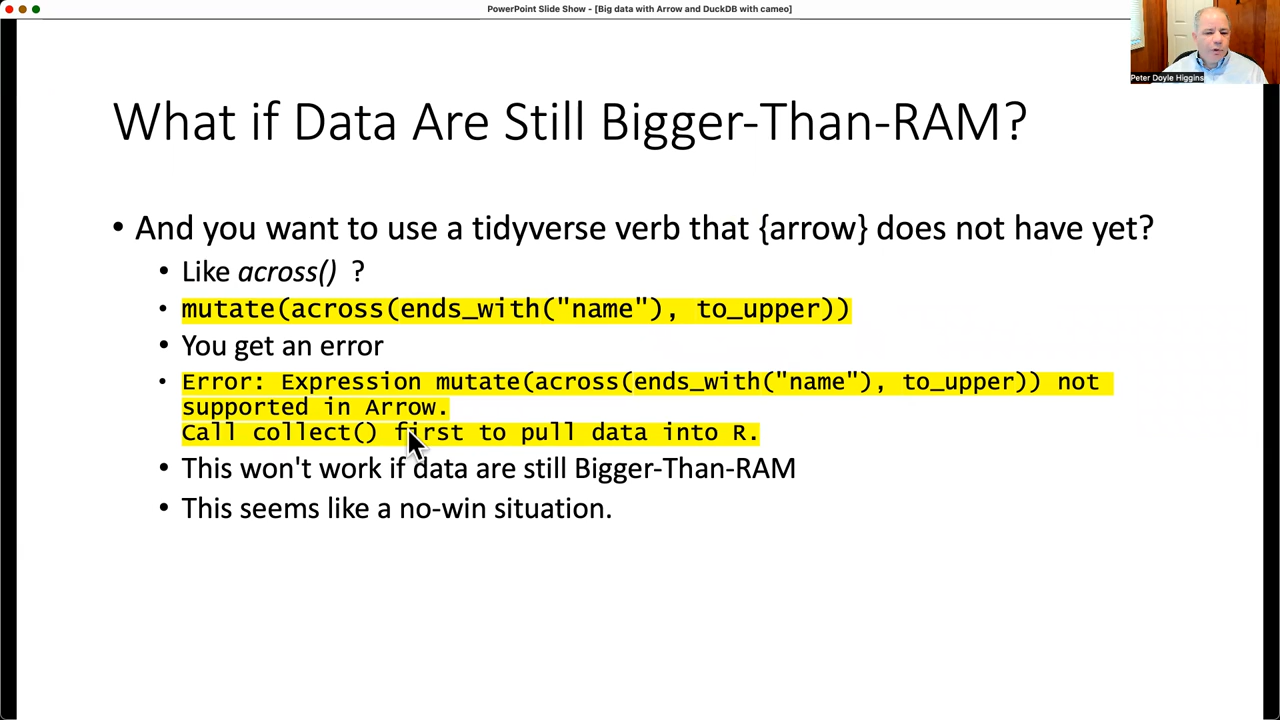 PowerPoint Slide Show - [Big data with Arrow and DuckDB with cameo]
Peter Doyle Higgins
What if Data Are Still Bigger-Than-RAM?
• And you want to use a tidyverse verb that {arrow} does not have yet?
• Like across() ?
• mutate(across(ends_with("name"), to_upper))
• You get an error
• Error: Expression mutate(across(ends_with("name"), to_upper)) not
supported in Arrow.
Call collect() first to pull data into R.
• This won't work if data are still Bigger-Than-RAM
• This seems like a no-win situation.